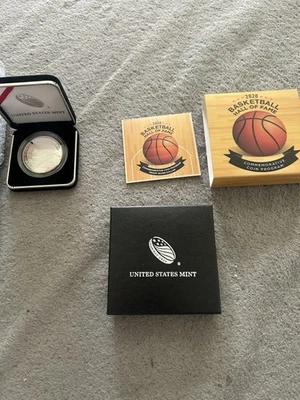 UNITED STATES MINT
2020
BASKETBALL
HALL OF FAME
2020
BASKETBALL
HALL OF FAME
COMMEMORATIVE
COIN PROGRAM
UNITED STATES MINT